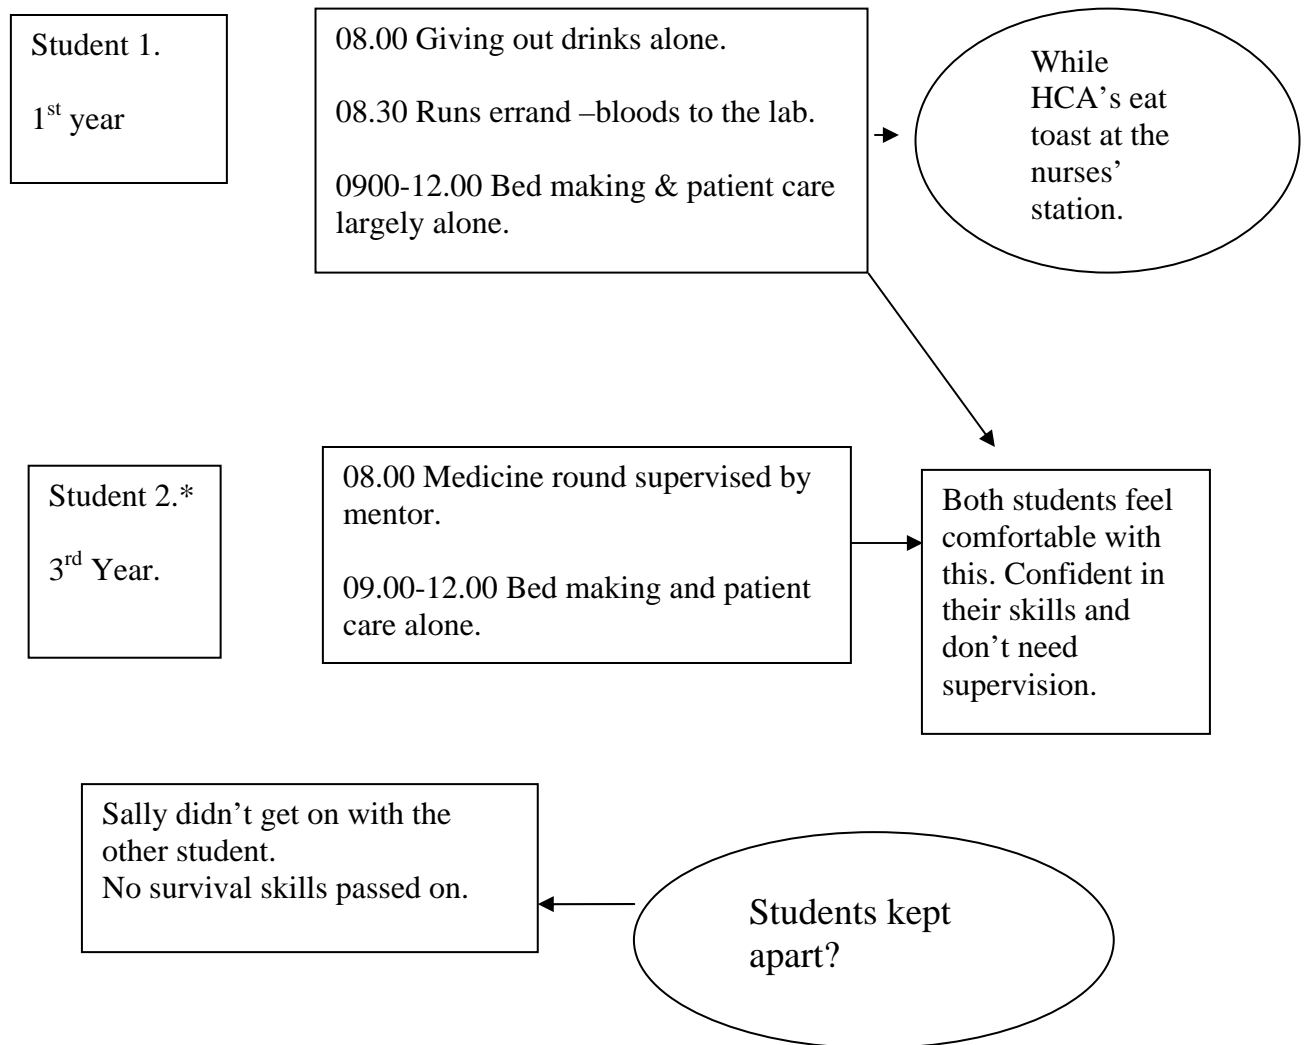 Student 1.
1st year
08.00 Giving out drinks alone.
08.30 Runs errand –bloods to the lab.
0900-12.00 Bed making & patient care
largely alone.
While
HCA's eat
toast at the
nurses'
station.
Student 2.*
3rd Year.
08.00 Medicine round supervised by
mentor.
09.00-12.00 Bed making and patient
care alone.
Both students feel
comfortable with
this. Confident in
their skills and
don't need
supervision.
Sally didn't get on with the
other student.
No survival skills passed on.
Students kept
apart?